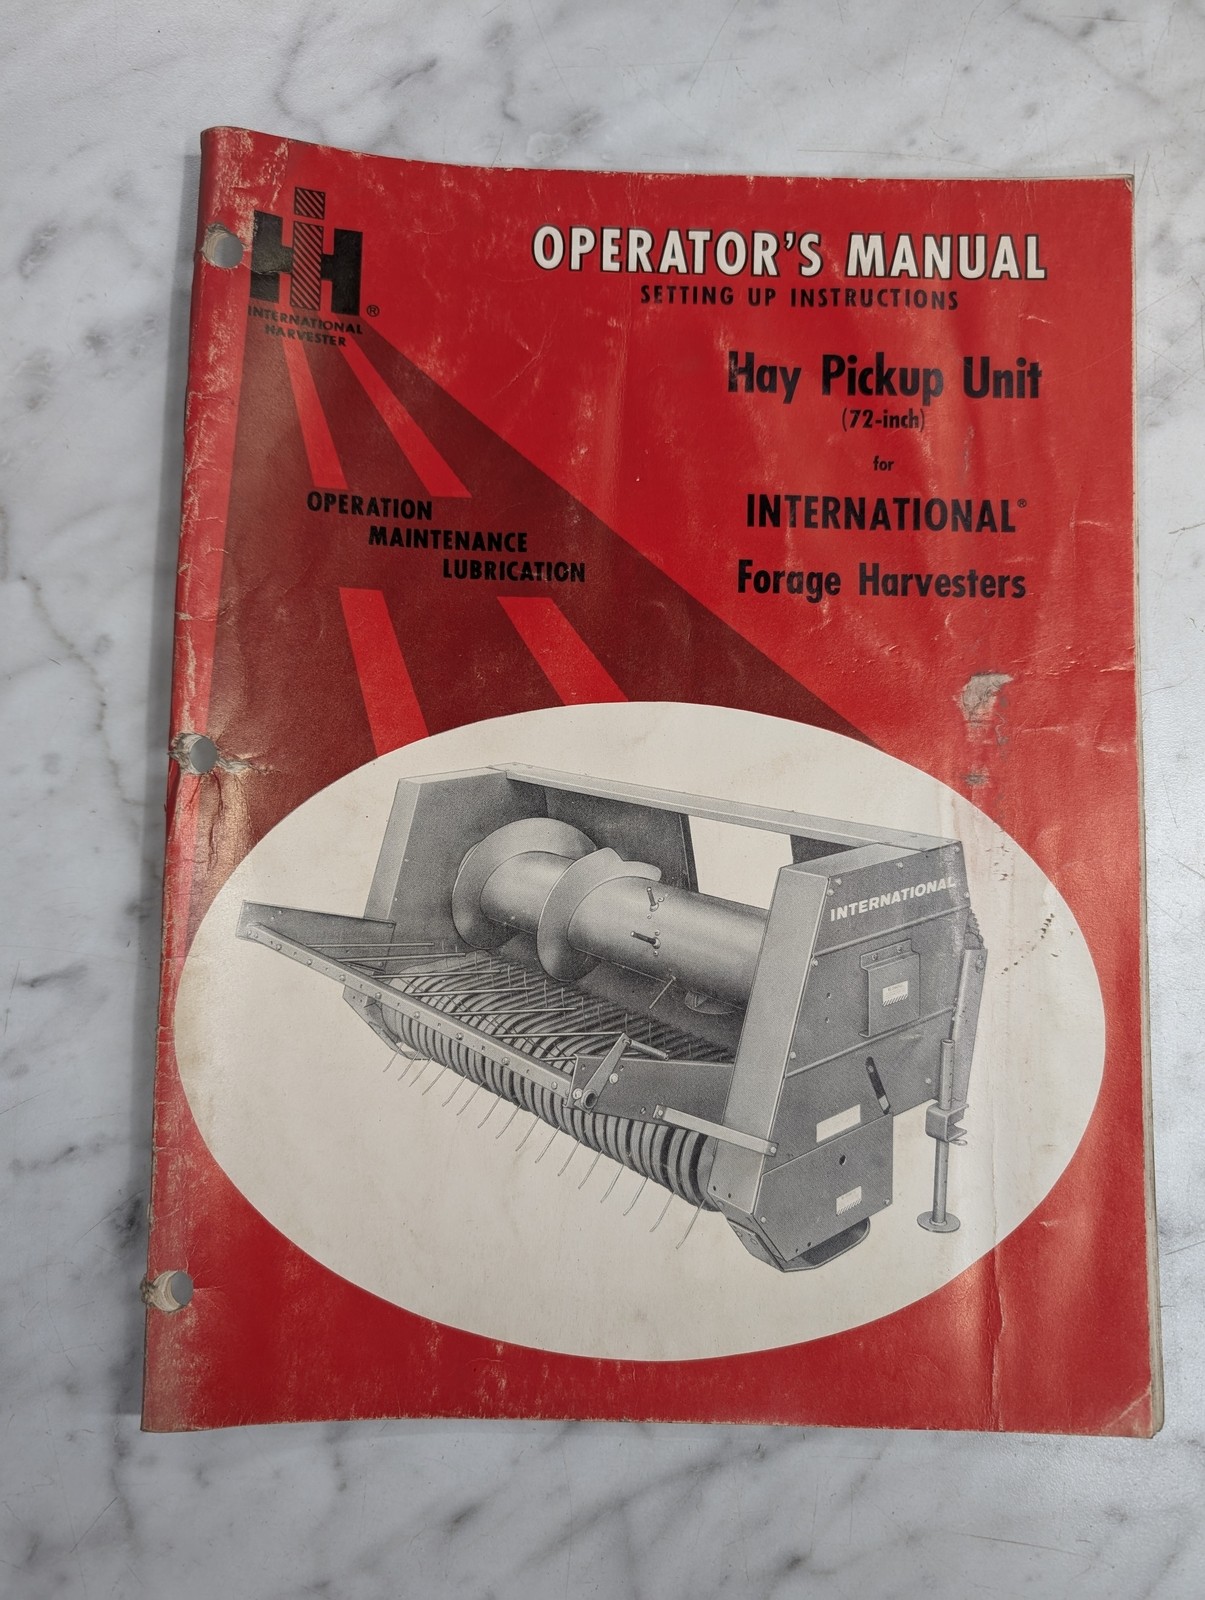 IH ®
INTERNATIONAL
HARVESTER
OPERATOR'S MANUAL
SETTING UP INSTRUCTIONS
Hay Pickup Unit
(72-inch)
for
INTERNATIONAL®
Forage Harvesters
OPERATION
MAINTENANCE
LUBRICATION
INTERNATIONAL